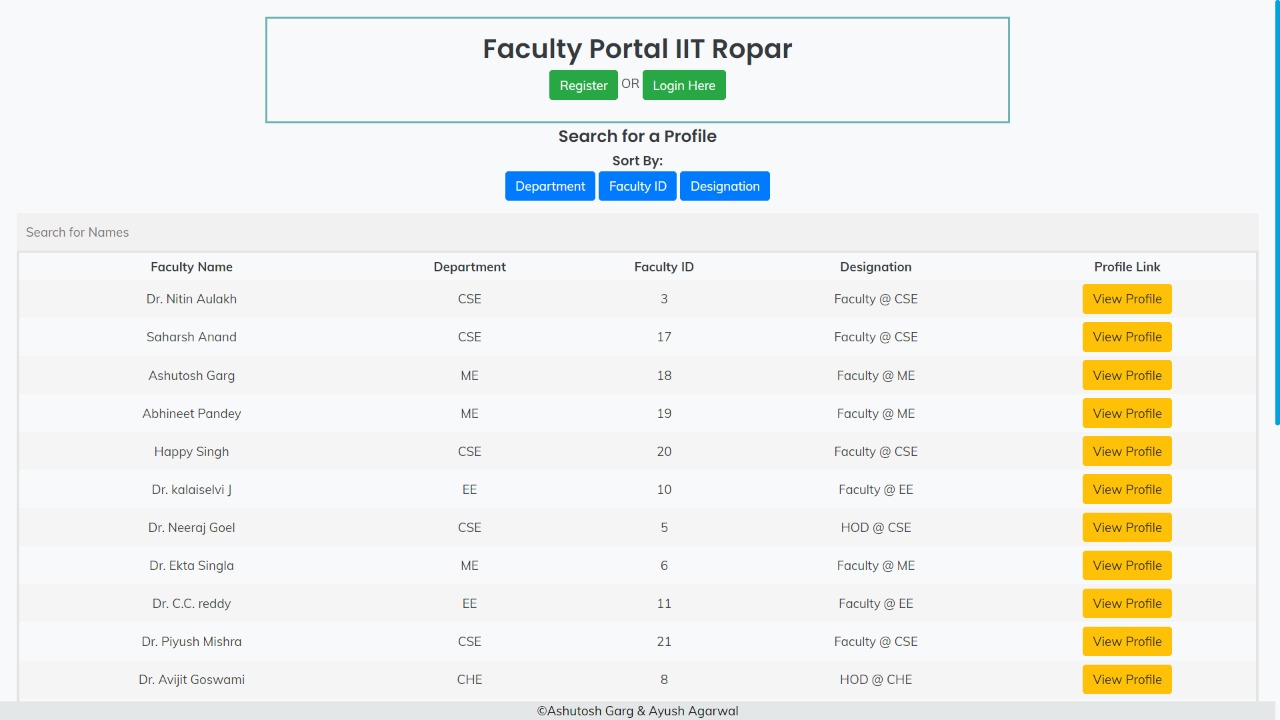 Faculty Portal IIT Ropar
Register OR Login Here
Search for a Profile
Sort By:
Department Faculty ID Designation
Search for Names
Faculty Name Department Faculty ID Designation Profile Link
Dr. Nitin Aulakh CSE 3 Faculty @ CSE View Profile
Saharsh Anand CSE 17 Faculty @ CSE View Profile
Ashutosh Garg ME 18 Faculty @ ME View Profile
Abhineet Pandey ME 19 Faculty @ ME View Profile
Happy Singh CSE 20 Faculty @ CSE View Profile
Dr. kalaiselvi J EE 10 Faculty @ EE View Profile
Dr. Neeraj Goel CSE 5 HOD @ CSE View Profile
Dr. Ekta Singla ME 6 Faculty @ ME View Profile
Dr. C.C. reddy EE 11 Faculty @ EE View Profile
Dr. Piyush Mishra CSE 21 Faculty @ CSE View Profile
Dr. Avijit Goswami CHE 8 HOD @ CHE View Profile
©Ashutosh Garg & Ayush Agarwal